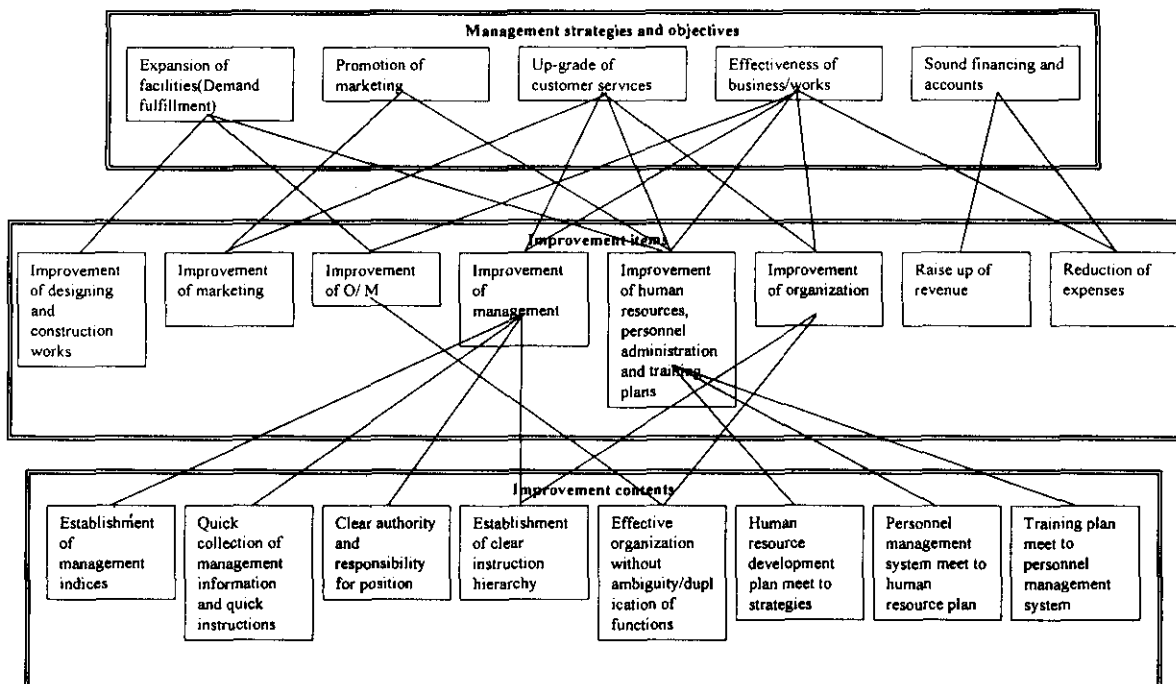 Management strategies and objectives
Expansion of
facilities(Demand
fulfillment)
Promotion of
marketing
Up-grade of
customer services
Effectiveness of
business/works
Sound financing and
accounts
Improvement items
Improvement
of designing
and
construction
works
Improvement
of marketing
Improvement
of O/ M
Improvement
of
management
Improvement
of human
resources,
personnel
administration
and training
plans
Improvement
of organization
Raise up of
revenue
Reduction of
expenses
Improvement contents
Establishment
of
management
indices
Quick
collection of
management
information
and quick
instructions
Clear authority
and
responsibility
for position
Establishment
of clear
instruction
hierarchy
Effective
organization
without
ambiguity/dupl
ication of
functions
Human
resource
development
plan meet to
strategies
Personnel
management
system meet to
human
resource plan
Training plan
meet to
personnel
management
system